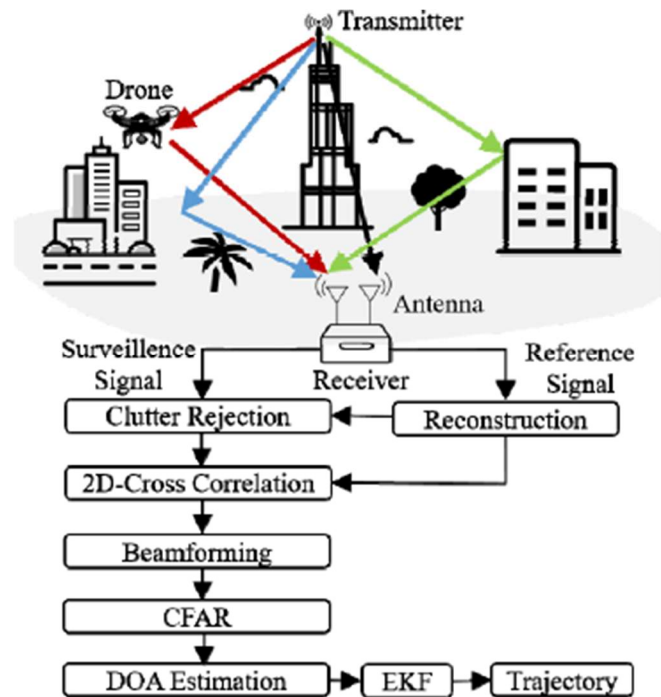 Transmitter
Drone
Antenna
Surveillence
Signal
Receiver
Reference
Signal
Clutter Rejection
Reconstruction
2D-Cross Correlation
Beamforming
CFAR
DOA Estimation
EKF
Trajectory